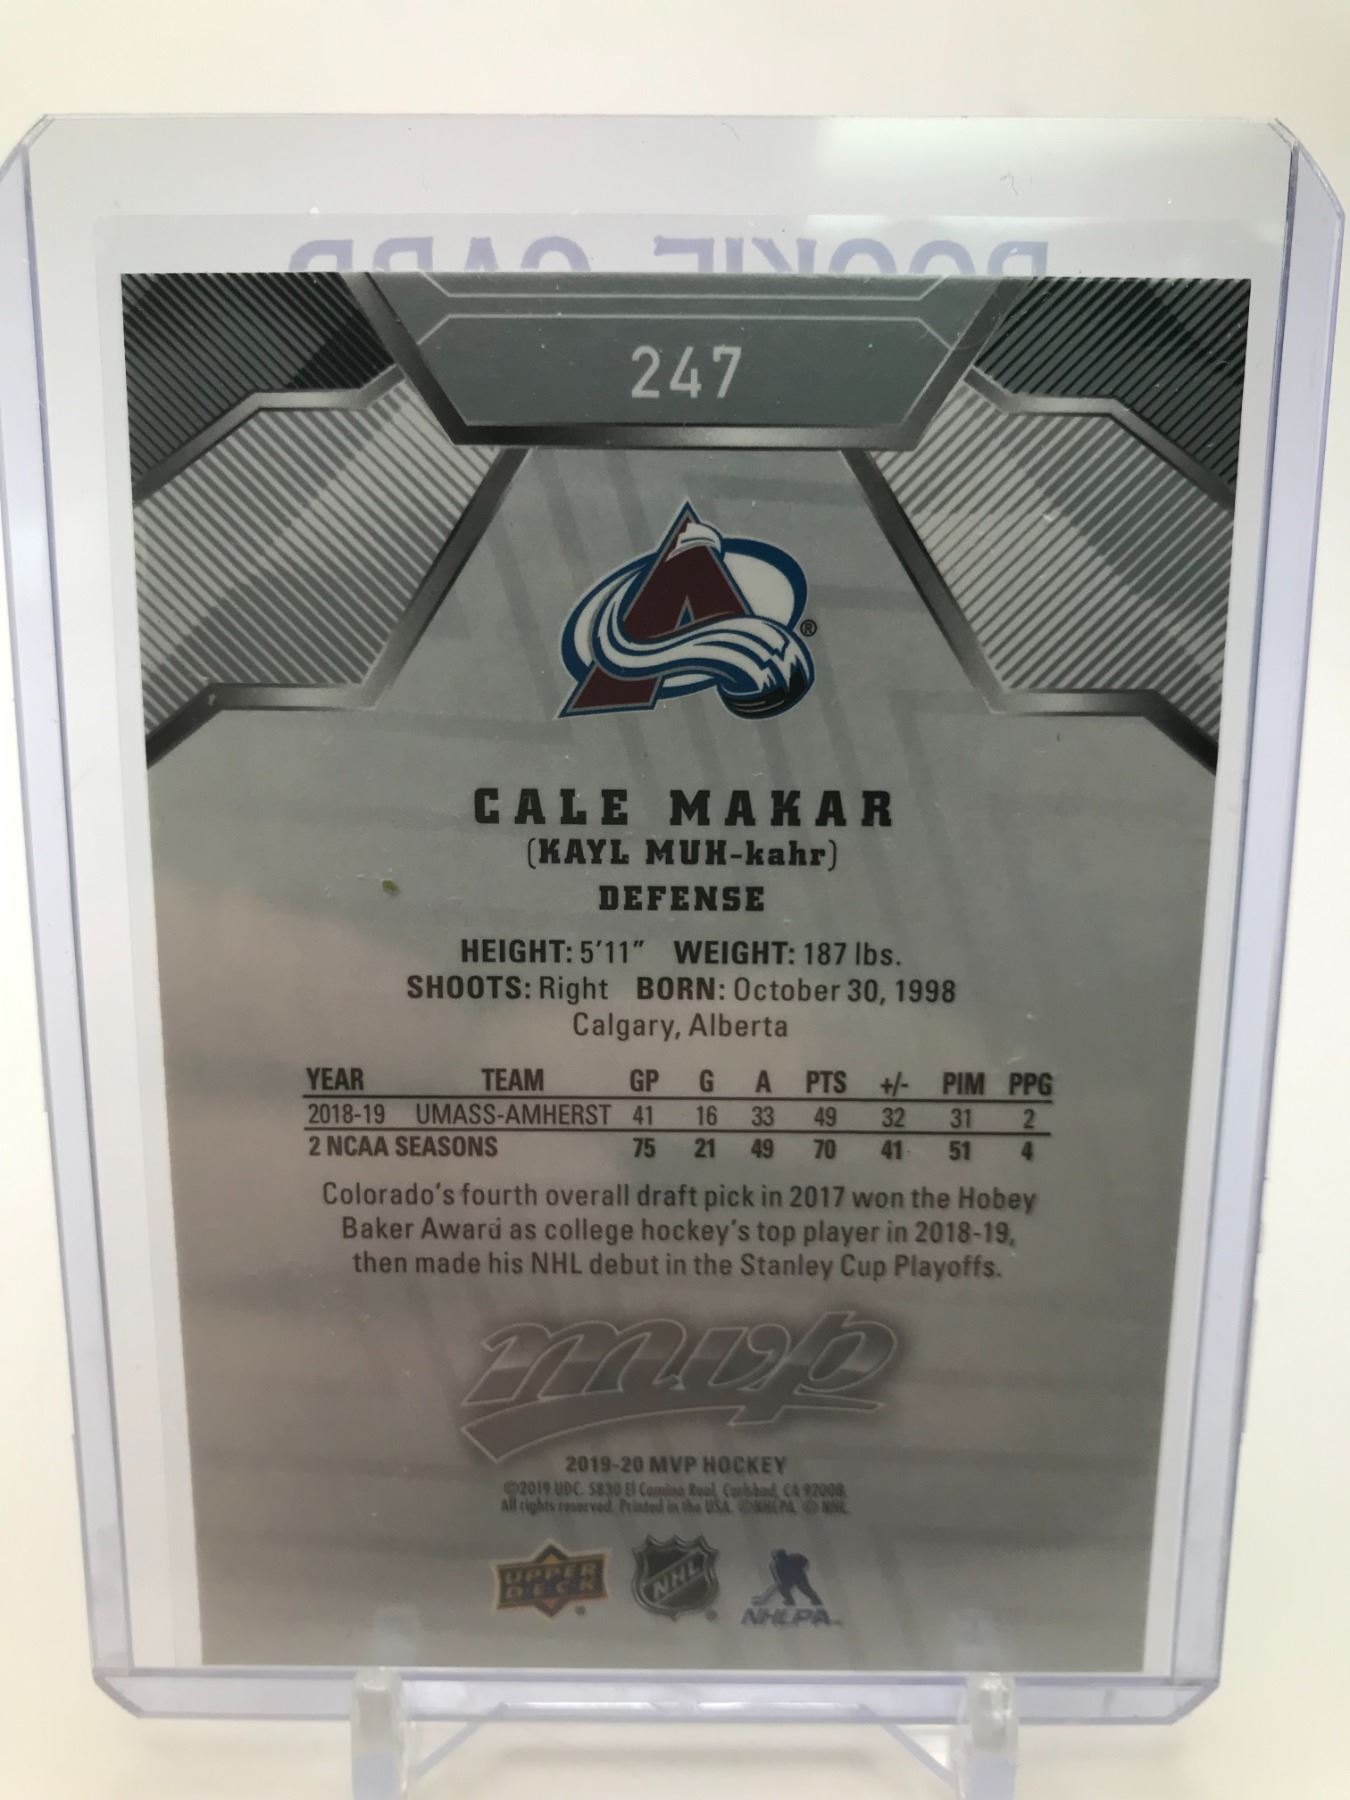 ROOKIE CARD
247
®
CALE MAKAR
(KAYL MUH-kahr)
DEFENSE
HEIGHT: 5'11" WEIGHT: 187 lbs.
SHOOTS: Right BORN: October 30, 1998
Calgary, Alberta
YEAR TEAM GP G A PTS +/- PIM PPG
2018-19 UMASS-AMHERST 41 16 33 49 32 31 2
2 NCAA SEASONS 75 21 49 70 41 51 4
Colorado's fourth overall draft pick in 2017 won the Hobey
Baker Award as college hockey's top player in 2018-19,
then made his NHL debut in the Stanley Cup Playoffs.
mvp
2019-20 MVP HOCKEY
©2019 UDC. 5830 El Camino Real, Carlsbad, CA 92008.
All rights reserved. Printed in the USA. ©NHLPA. © NHL.
UPPER DECK NHL NHLPA